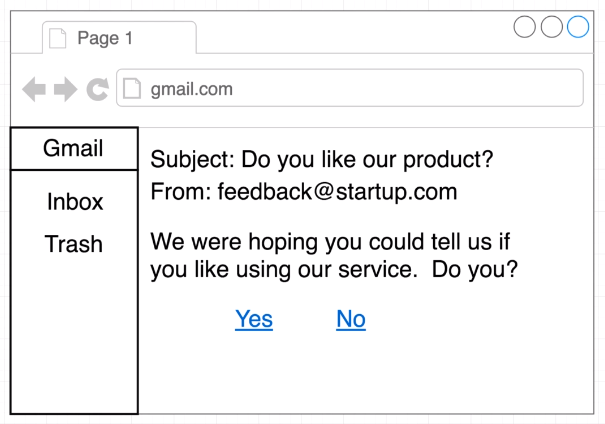 Page 1
gmail.com
Gmail
Inbox
Trash
Subject: Do you like our product?
From: feedback@startup.com
We were hoping you could tell us if
you like using our service.  Do you?
Yes
No